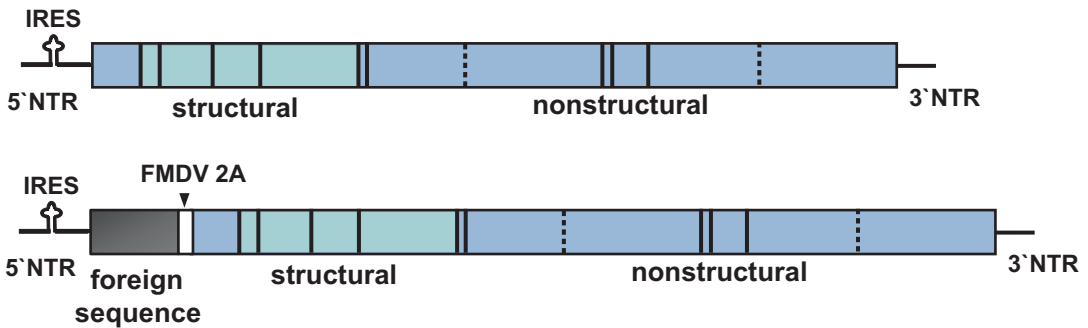 IRES
5`NTR
structural
nonstructural
3`NTR
FMDV 2A
IRES
5`NTR
foreign
sequence
structural
nonstructural
3`NTR